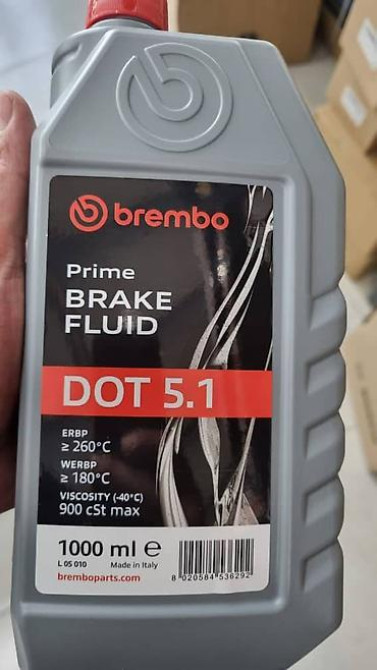 brembo
Prime
BRAKE
FLUID
DOT 5.1
ERBP
≥ 260°C
WERBP
≥ 180°C
VISCOSITY (-40°C)
900 cSt max
1000 ml ℮
L 05 010 Made in Italy
bremboparts.com
8 020584 536292